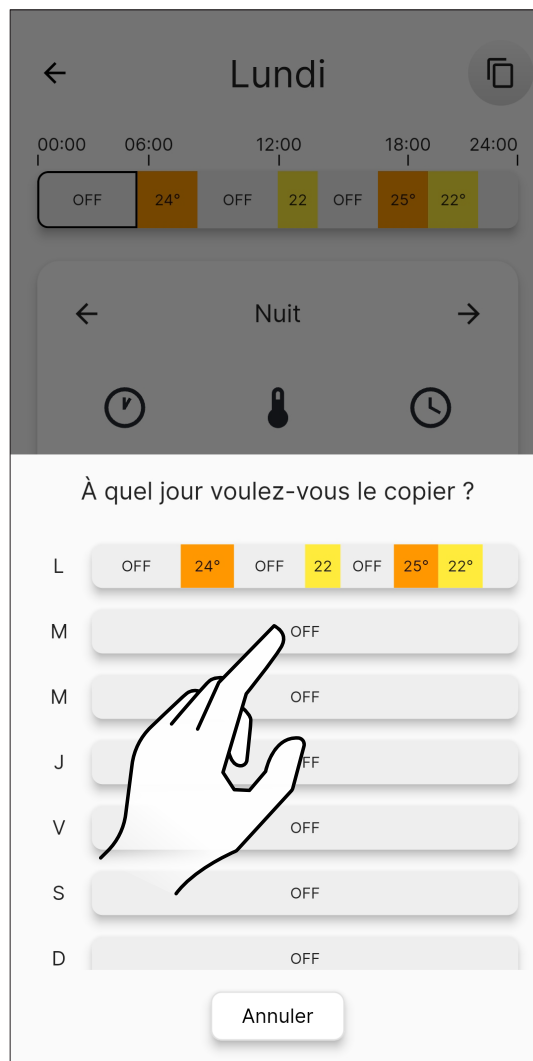 Lundi
00:00 06:00 12:00 18:00 24:00
OFF 24° OFF 22 OFF 25° 22°
Nuit
À quel jour voulez-vous le copier ?
L OFF 24° OFF 22 OFF 25° 22°
M OFF
M OFF
J FF
V OFF
S OFF
D OFF
Annuler